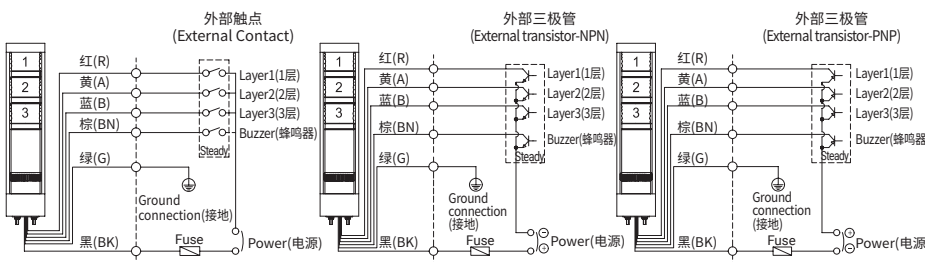 外部触点
(External Contact)
1
2
3
红(R)
黄(A)
蓝(B)
棕(BN)
绿(G)
黑(BK)
Layer1(1层)
Layer2(2层)
Layer3(3层)
Buzzer(蜂鸣器)
Steady
Ground
connection(接地)
Fuse
Power(电源)
外部三极管
(External transistor-NPN)
1
2
3
红(R)
黄(A)
蓝(B)
棕(BN)
绿(G)
黑(BK)
Layer1(1层)
Layer2(2层)
Layer3(3层)
Buzzer(蜂鸣器)
Steady
Ground
connection
(接地)
Fuse
Power(电源)
外部三极管
(External transistor-PNP)
1
2
3
红(R)
黄(A)
蓝(B)
棕(BN)
绿(G)
黑(BK)
Layer1(1层)
Layer2(2层)
Layer3(3层)
Buzzer(蜂鸣器)
Steady
Ground
connection
(接地)
Fuse
Power(电源)